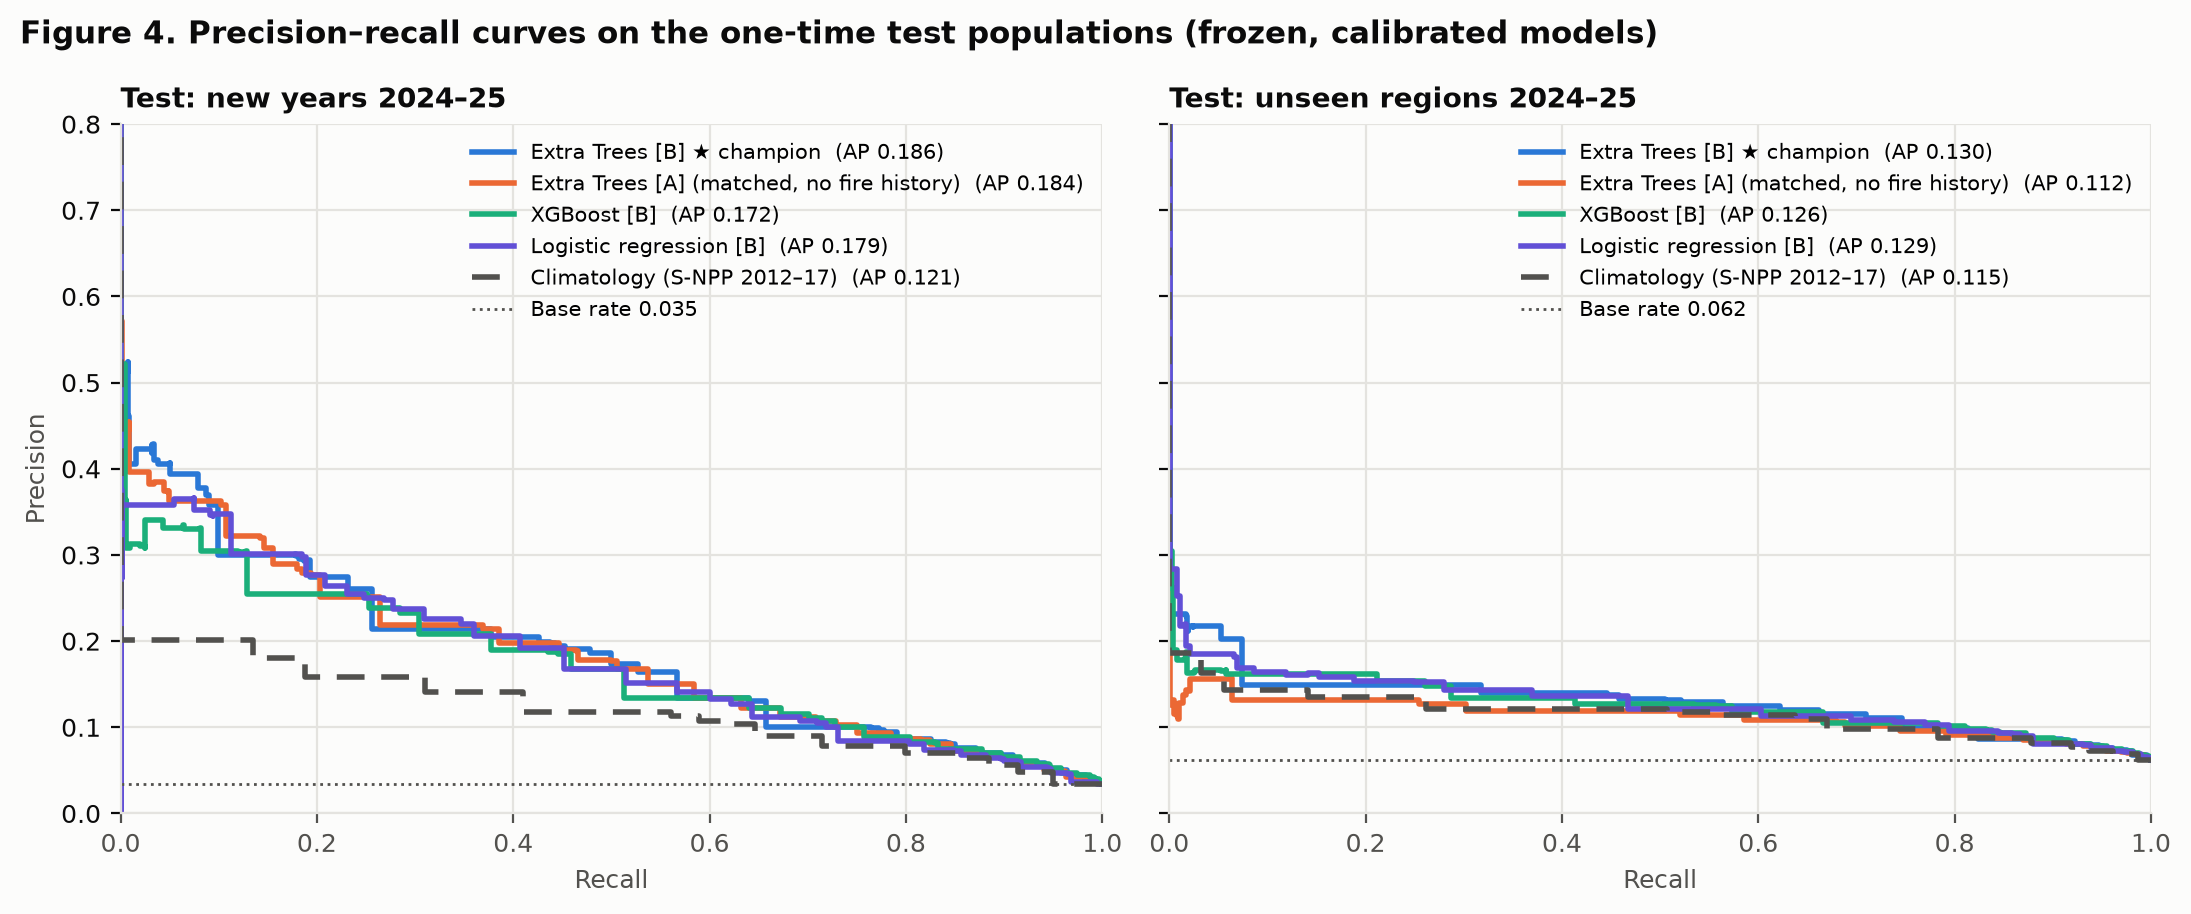 Figure 4. Precision–recall curves on the one-time test populations (frozen, calibrated models)
Test: new years 2024–25
Extra Trees [B] ★ champion (AP 0.186)
Extra Trees [A] (matched, no fire history) (AP 0.184)
XGBoost [B] (AP 0.172)
Logistic regression [B] (AP 0.179)
Climatology (S-NPP 2012–17) (AP 0.121)
Base rate 0.035
Precision
0.8
0.7
0.6
0.5
0.4
0.3
0.2
0.1
0.0
0.0 0.2 0.4 0.6 0.8 1.0
Recall
Test: unseen regions 2024–25
Extra Trees [B] ★ champion (AP 0.130)
Extra Trees [A] (matched, no fire history) (AP 0.112)
XGBoost [B] (AP 0.126)
Logistic regression [B] (AP 0.129)
Climatology (S-NPP 2012–17) (AP 0.115)
Base rate 0.062
0.0 0.2 0.4 0.6 0.8 1.0
Recall